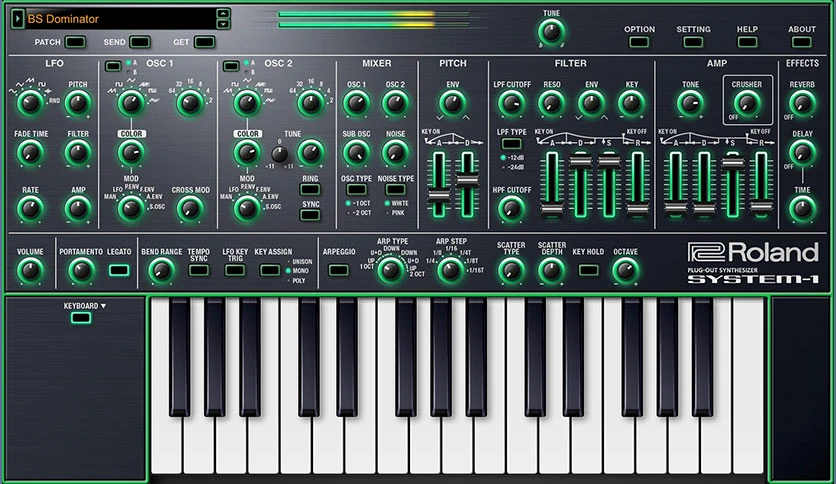 BS Dominator
PATCH SEND GET
TUNE
OPTION SETTING HELP ABOUT
LFO OSC 1 OSC 2 MIXER PITCH FILTER AMP EFFECTS
A
B
A
B
RND
PITCH
64 32 16 8 4 2
64 32 16 8 4 2
OSC 1 OSC 2
ENV
LPF CUTOFF RESO ENV KEY
TONE CRUSHER
OFF
REVERB
OFF
FADE TIME FILTER
COLOR
COLOR
TUNE
0
-11 +11
SUB OSC NOISE
KEY ON
A D
LPF TYPE
-12dB
-24dB
KEY ON KEY OFF
A D S R
KEY ON KEY OFF
A D S R
DELAY
OFF
RATE AMP
MOD
MAN LFO P.ENV F.ENV A.ENV S.OSC
CROSS MOD
MOD
MAN LFO P.ENV F.ENV A.ENV S.OSC
RING
SYNC
OSC TYPE
-1 OCT
-2 OCT
NOISE TYPE
WHITE
PINK
HPF CUTOFF
TIME
VOLUME PORTAMENTO LEGATO BEND RANGE TEMPO SYNC LFO KEY TRIG KEY ASSIGN
UNISON
MONO
POLY
ARPEGGIO
ARP TYPE
1 OCT UP U+D DOWN DOWN U+D UP 2 OCT
ARP STEP
1/4 1/8 1/16 1/4T 1/8T 1/16T
SCATTER TYPE SCATTER DEPTH KEY HOLD OCTAVE
Roland
PLUG-OUT SYNTHESIZER
SYSTEM-1
KEYBOARD ▼